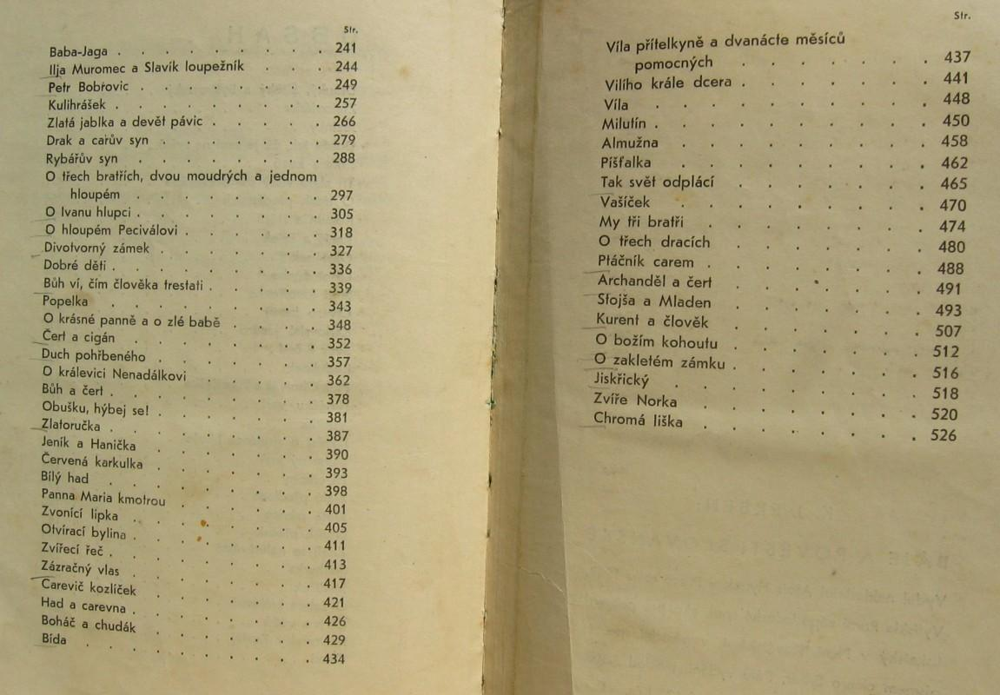 Str.
Baba-Jaga . . . . . . . . . 241
Ilja Muromec a Slavík loupežník . . . 244
Petr Bobřovic . . . . . . . . 249
Kulihrášek . . . . . . . . . 257
Zlatá jablka a devět pávic . . . . . 266
Drak a carův syn . . . . . . . 279
Rybářův syn . . . . . . . . 288
O třech bratřích, dvou moudrých a jednom
hloupém . . . . . . . . 297
O Ivanu hlupci . . . . . . . . 305
O hloupém Peciválovi . . . . . . 318
Divotvorný zámek . . . . . . . 327
Dobré děti . . . . . . . . . 336
Bůh ví, čím člověka trestati . . . . . 339
Popelka . . . . . . . . . 343
O krásné panně a o zlé babě . . . . 348
Čert a cigán . . . . . . . . 352
Duch pohřbeného . . . . . . . 357
O králevici Nenadálkovi . . . . . 362
Bůh a čert . . . . . . . . . 378
Obušku, hýbej se! . . . . . . . 381
Zlatoručka . . . . . . . . . 387
Jeník a Hanička . . . . . . . 390
Červená karkulka . . . . . . . 393
Bílý had . . . . . . . . . 398
Panna Maria kmotrou . . . . . . 401
Zvonící lipka . . . . . . . . 405
Otvírací bylina . . . . . . . . 411
Zvířecí řeč . . . . . . . . . 413
Zázračný vlas . . . . . . . . 417
Carevič kozlíček . . . . . . . 421
Had a carevna . . . . . . . . 426
Boháč a chudák . . . . . . . 429
Bída . . . . . . . . . . 434
Str.
Víla přítelkyně a dvanácte měsíců
pomocných . . . . . . . 437
Vilího krále dcera . . . . . . . 441
Víla . . . . . . . . . 448
Milutín . . . . . . . . . . 450
Almužna . . . . . . . . . 458
Píšťalka . . . . . . . . . 462
Tak svět odplácí . . . . . . . 465
Vašíček . . . . . . . . . 470
My tři bratři . . . . . . . . 474
O třech dracích . . . . . . . 480
Ptáčník carem . . . . . . . . 488
Archanděl a čert . . . . . . . 491
Stojša a Mladen . . . . . . . 493
Kurent a člověk . . . . . . . 507
O božím kohoutu . . . . . . . 512
O zakletém zámku . . . . . . . 516
Jiskřický . . . . . . . . . 518
Zvíře Norka . . . . . . . . 520
Chromá liška . . . . . . . . 526